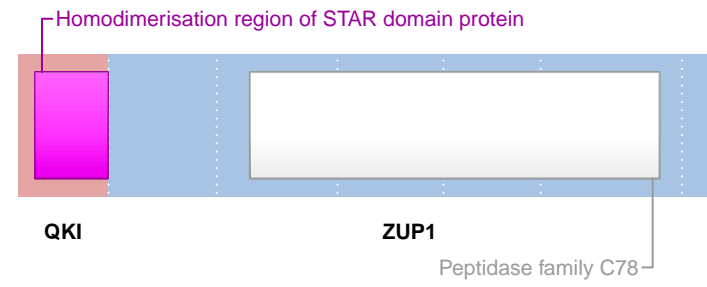 Homodimerisation region of STAR domain protein
QKI
ZUP1
Peptidase family C78